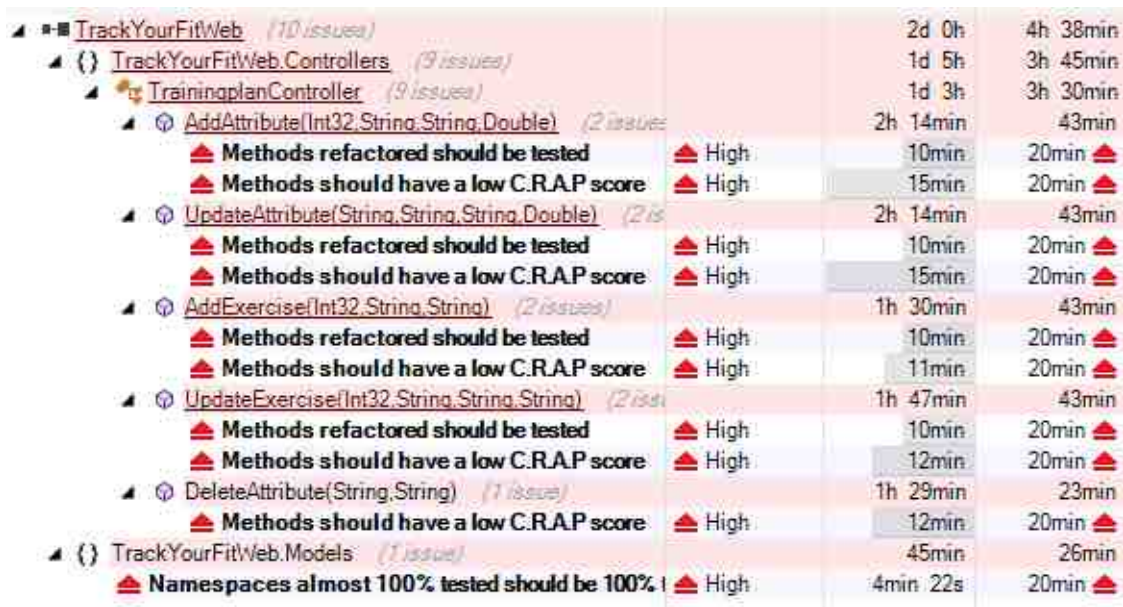 TrackYourFitWeb (10 issues) 2d 0h 4h 38min
TrackYourFitWeb.Controllers (9 issues) 1d 5h 3h 45min
TrainingplanController (9 issues) 1d 3h 3h 30min
AddAttribute(Int32,String,String,Double) (2 issues 2h 14min 43min
Methods refactored should be tested High 10min 20min
Methods should have a low C.R.A.P score High 15min 20min
UpdateAttribute(String,String,String,Double) (2 is 2h 14min 43min
Methods refactored should be tested High 10min 20min
Methods should have a low C.R.A.P score High 15min 20min
AddExercise(Int32,String,String) (2 issues) 1h 30min 43min
Methods refactored should be tested High 10min 20min
Methods should have a low C.R.A.P score High 11min 20min
UpdateExercise(Int32,String,String,String) (2 iss 1h 47min 43min
Methods refactored should be tested High 10min 20min
Methods should have a low C.R.A.P score High 12min 20min
DeleteAttribute(String,String) (1 issue) 1h 29min 23min
Methods should have a low C.R.A.P score High 12min 20min
{} TrackYourFitWeb.Models (1 issue) 45min 26min
Namespaces almost 100% tested should be 100% t High 4min 22s 20min